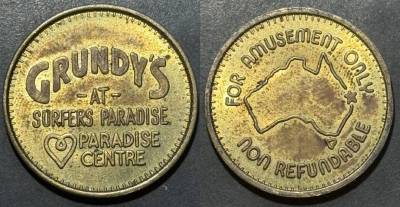 GRUNDY'S
-AT-
SURFERS PARADISE
PARADISE
CENTRE
FOR AMUSEMENT ONLY
NON REFUNDABLE